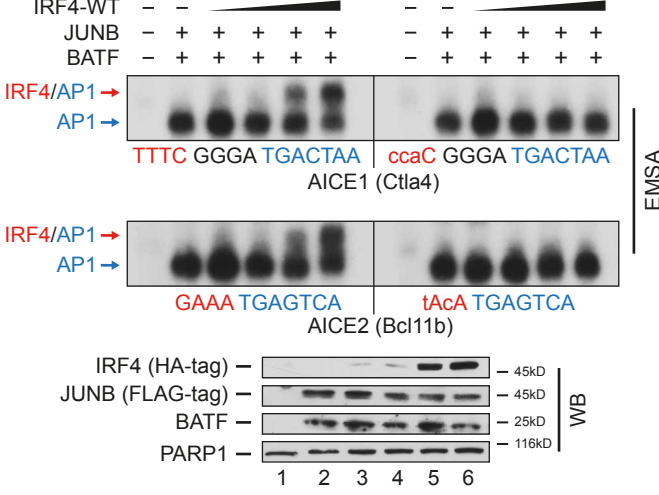 IRF4-WT – – – –
JUNB – + + + + + – + + + + +
BATF – + + + + + – + + + + +
IRF4/AP1
AP1
TTTC GGGA TGACTAA ccaC GGGA TGACTAA
AICE1 (Ctla4)
EMSA
IRF4/AP1
AP1
GAAA TGAGTCA tAcA TGAGTCA
AICE2 (Bcl11b)
IRF4 (HA-tag) – – 45kD
JUNB (FLAG-tag) – – 45kD
BATF – – 25kD
PARP1 – – 116kD
WB
1 2 3 4 5 6